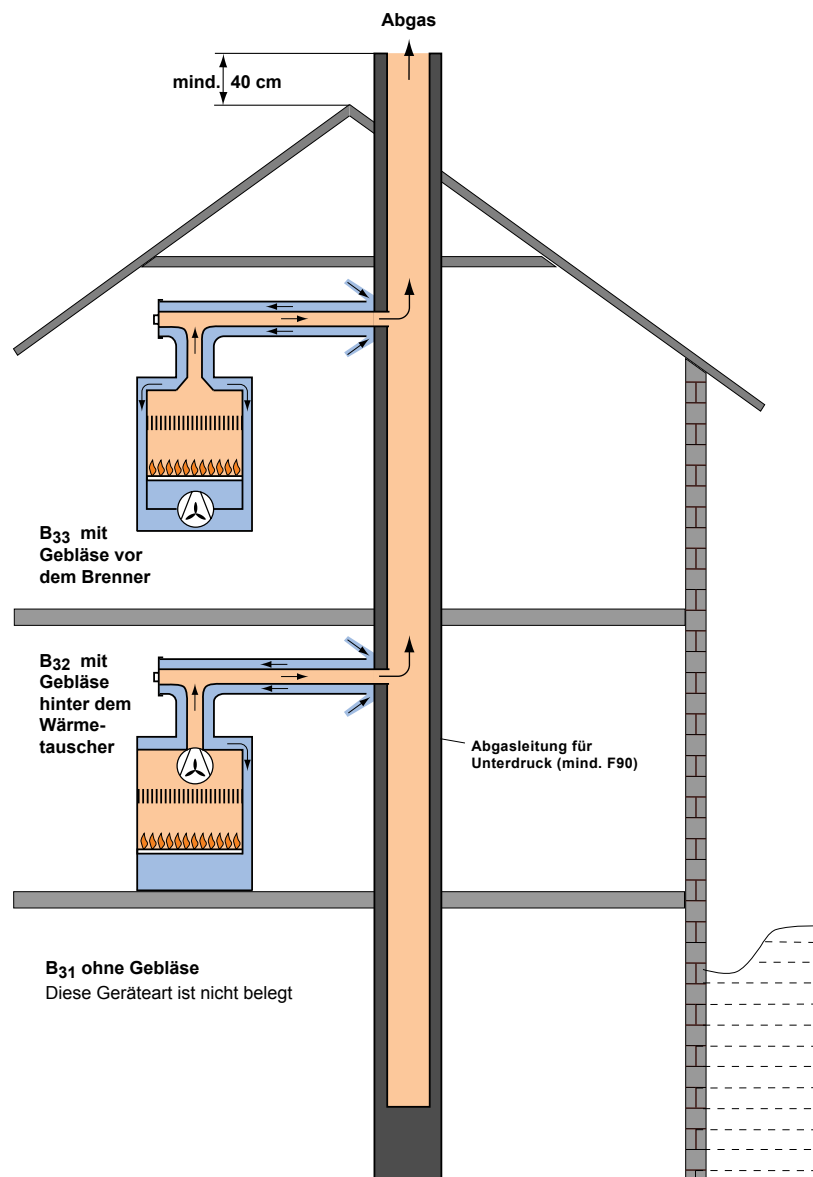 Abgas
mind. 40 cm
B33 mit
Gebläse vor
dem Brenner
B32 mit
Gebläse
hinter dem
Wärme-
tauscher
Abgasleitung für
Unterdruck (mind. F90)
B31 ohne Gebläse
Diese Geräteart ist nicht belegt